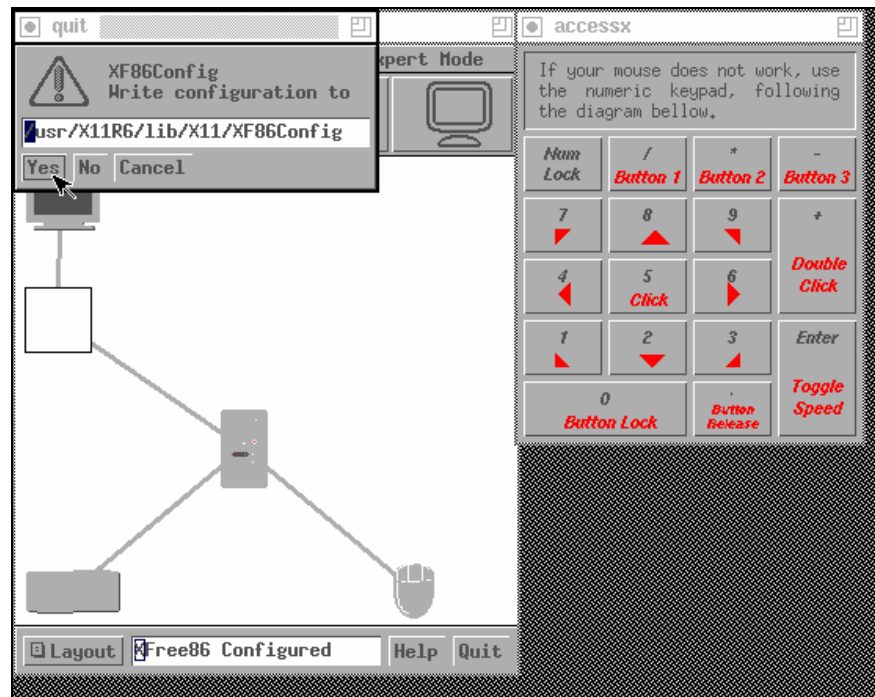 quit
XF86Config
Write configuration to
/usr/X11R6/lib/X11/XF86Config
Yes No Cancel
xpert Mode
Layout XFree86 Configured Help Quit
accessx
If your mouse does not work, use
the numeric keypad, following
the diagram bellow.
Num Lock
/ Button 1
* Button 2
- Button 3
7
8
9
+ Double Click
4
5 Click
6
1
2
3
Enter Toggle Speed
0 Button Lock
. Button Release